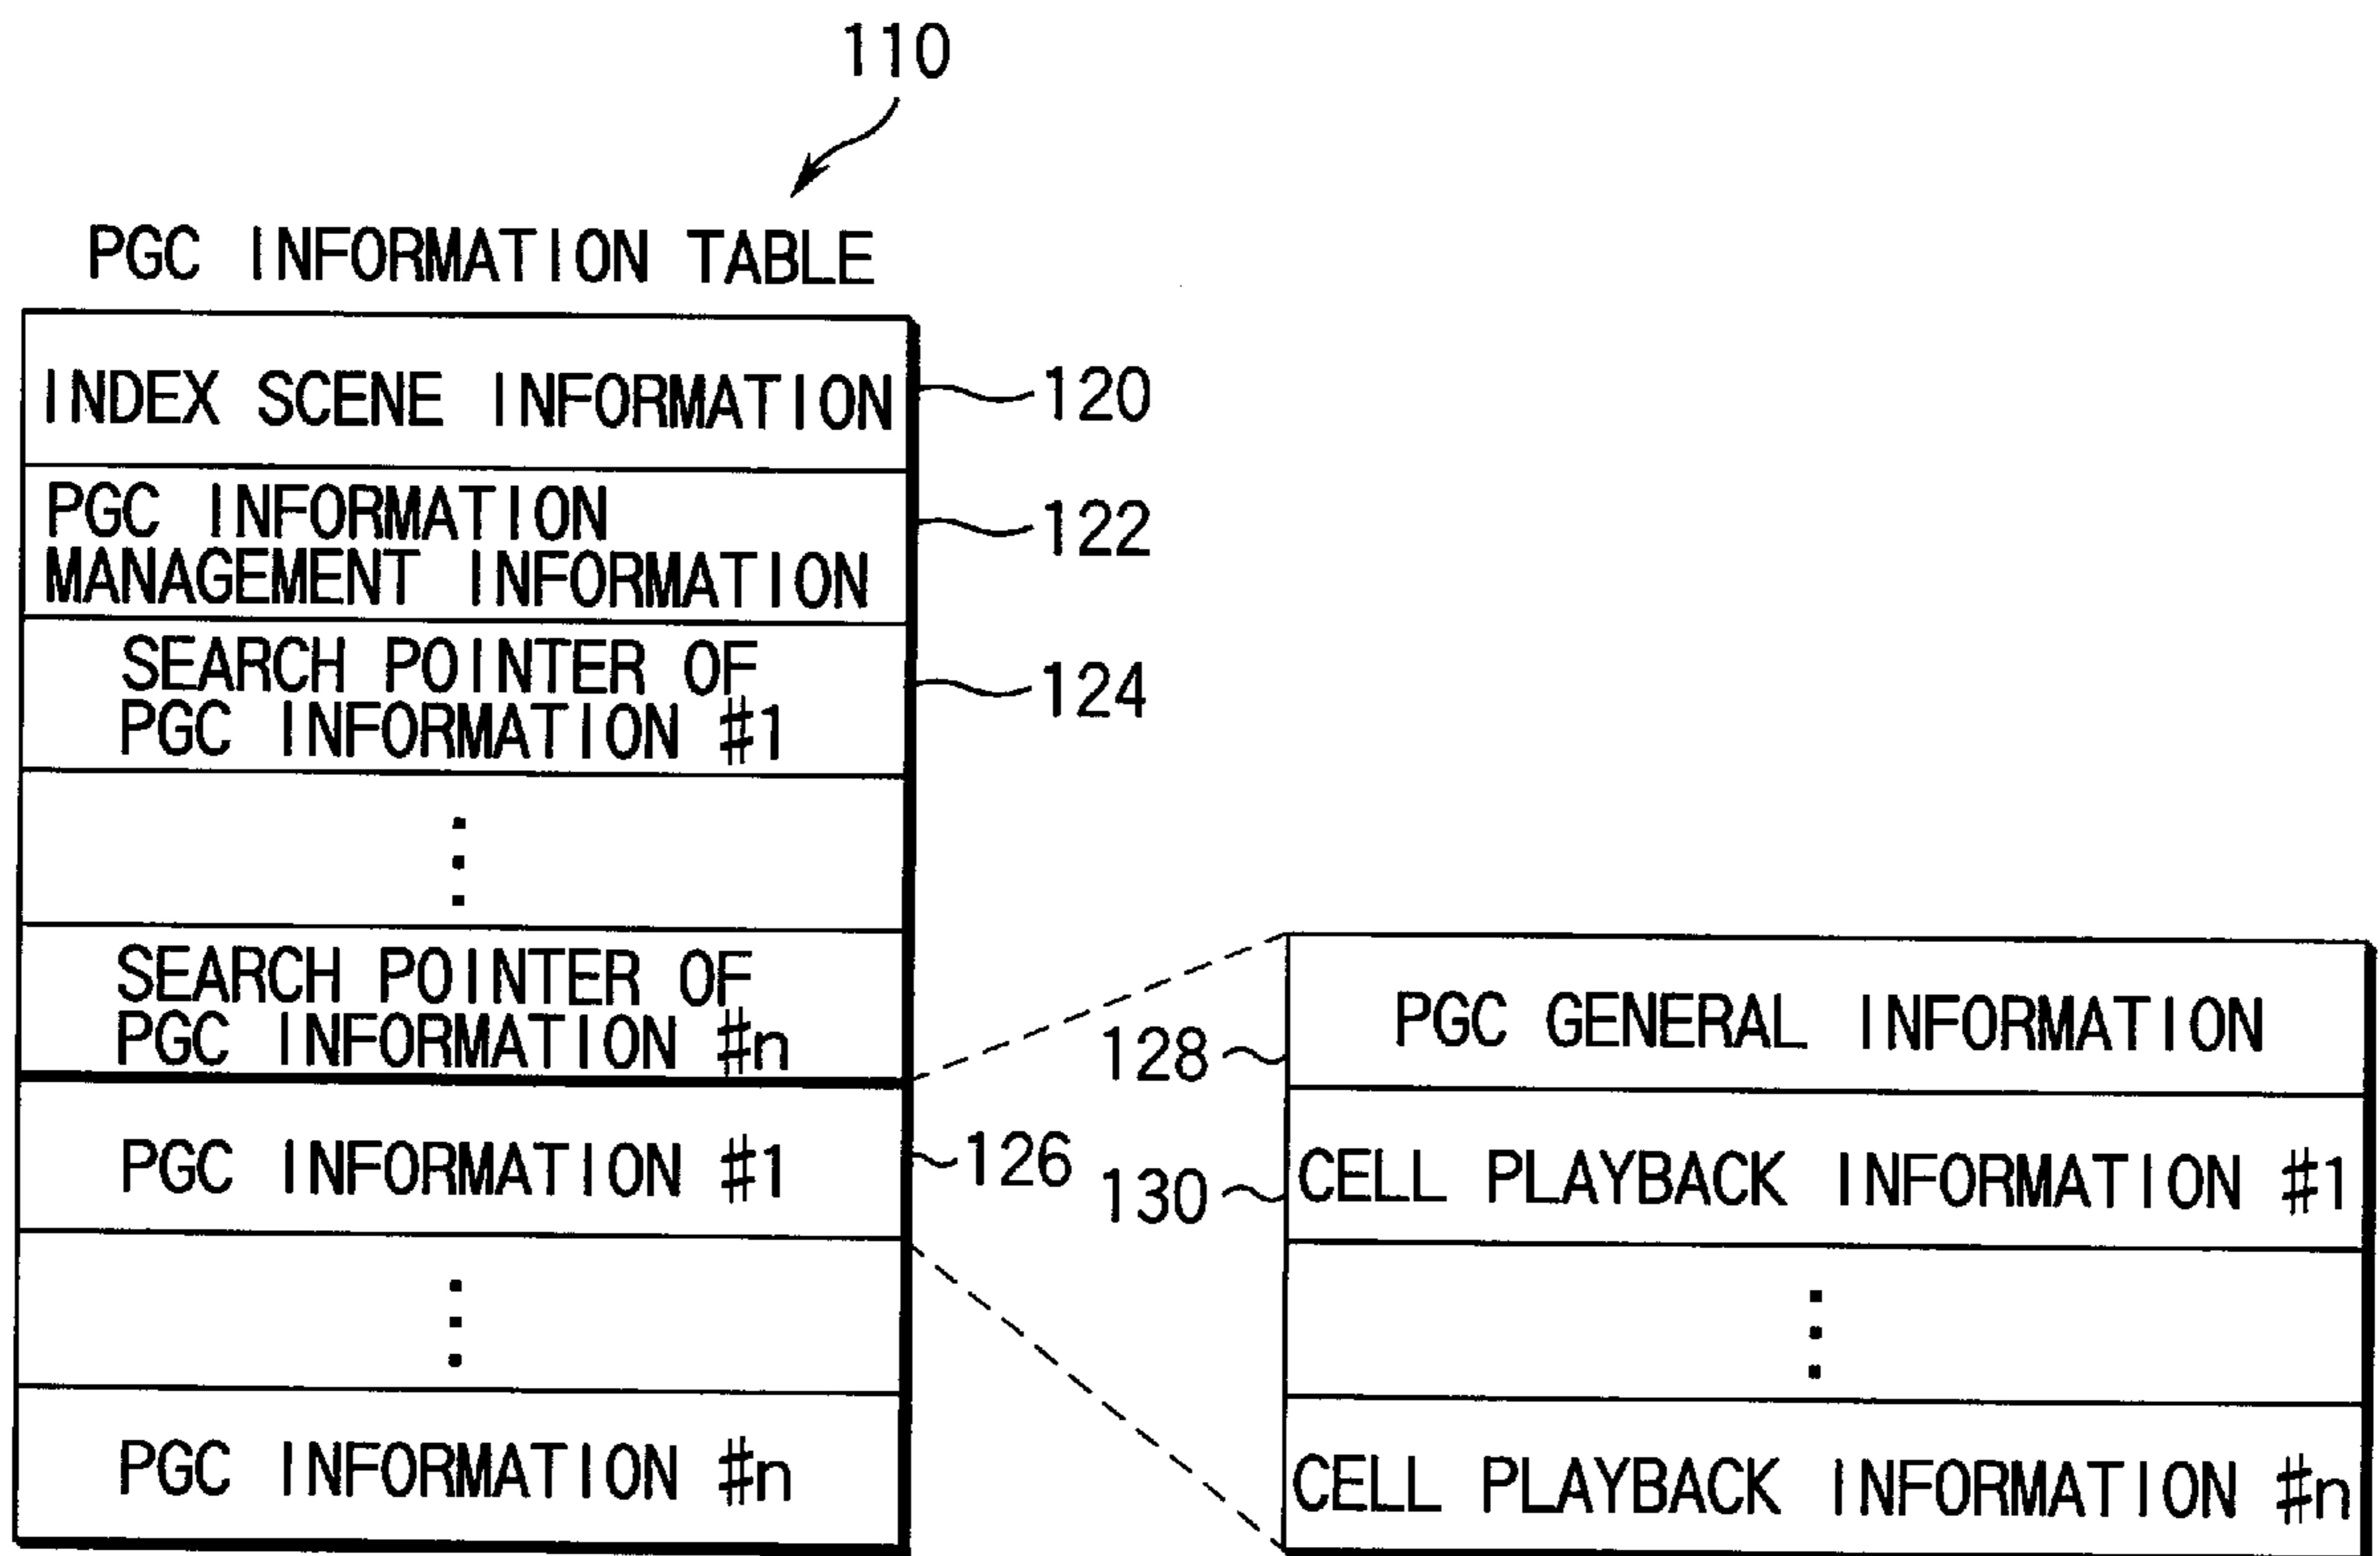 110
PGC INFORMATION TABLE
INDEX SCENE INFORMATION
120
PGC INFORMATION
MANAGEMENT INFORMATION
122
SEARCH POINTER OF
PGC INFORMATION #1
124
SEARCH POINTER OF
PGC INFORMATION #n
PGC INFORMATION #1
126
PGC INFORMATION #n
128
PGC GENERAL INFORMATION
130
CELL PLAYBACK INFORMATION #1
CELL PLAYBACK INFORMATION #n